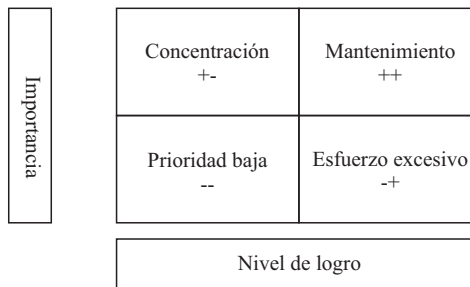 Importancia
Concentración
+-
Mantenimiento
++
Prioridad baja
--
Esfuerzo excesivo
-+
Nivel de logro